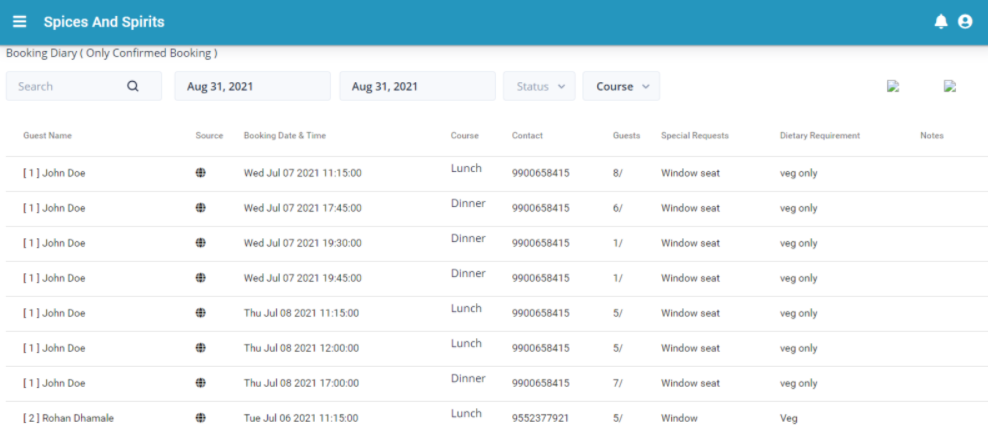 Spices And Spirits
Booking Diary ( Only Confirmed Booking )
Search Aug 31, 2021 Aug 31, 2021 Status Course
Guest Name Source Booking Date & Time Course Contact Guests Special Requests Dietary Requirement Notes
[ 1 ] John Doe Wed Jul 07 2021 11:15:00 Lunch 9900658415 8/ Window seat veg only
[ 1 ] John Doe Wed Jul 07 2021 17:45:00 Dinner 9900658415 6/ Window seat veg only
[ 1 ] John Doe Wed Jul 07 2021 19:30:00 Dinner 9900658415 1/ Window seat veg only
[ 1 ] John Doe Wed Jul 07 2021 19:45:00 Dinner 9900658415 1/ Window seat veg only
[ 1 ] John Doe Thu Jul 08 2021 11:15:00 Lunch 9900658415 5/ Window seat veg only
[ 1 ] John Doe Thu Jul 08 2021 12:00:00 Lunch 9900658415 5/ Window seat veg only
[ 1 ] John Doe Thu Jul 08 2021 17:00:00 Dinner 9900658415 7/ Window seat veg only
[ 2 ] Rohan Dhamale Tue Jul 06 2021 11:15:00 Lunch 9552377921 5/ Window Veg